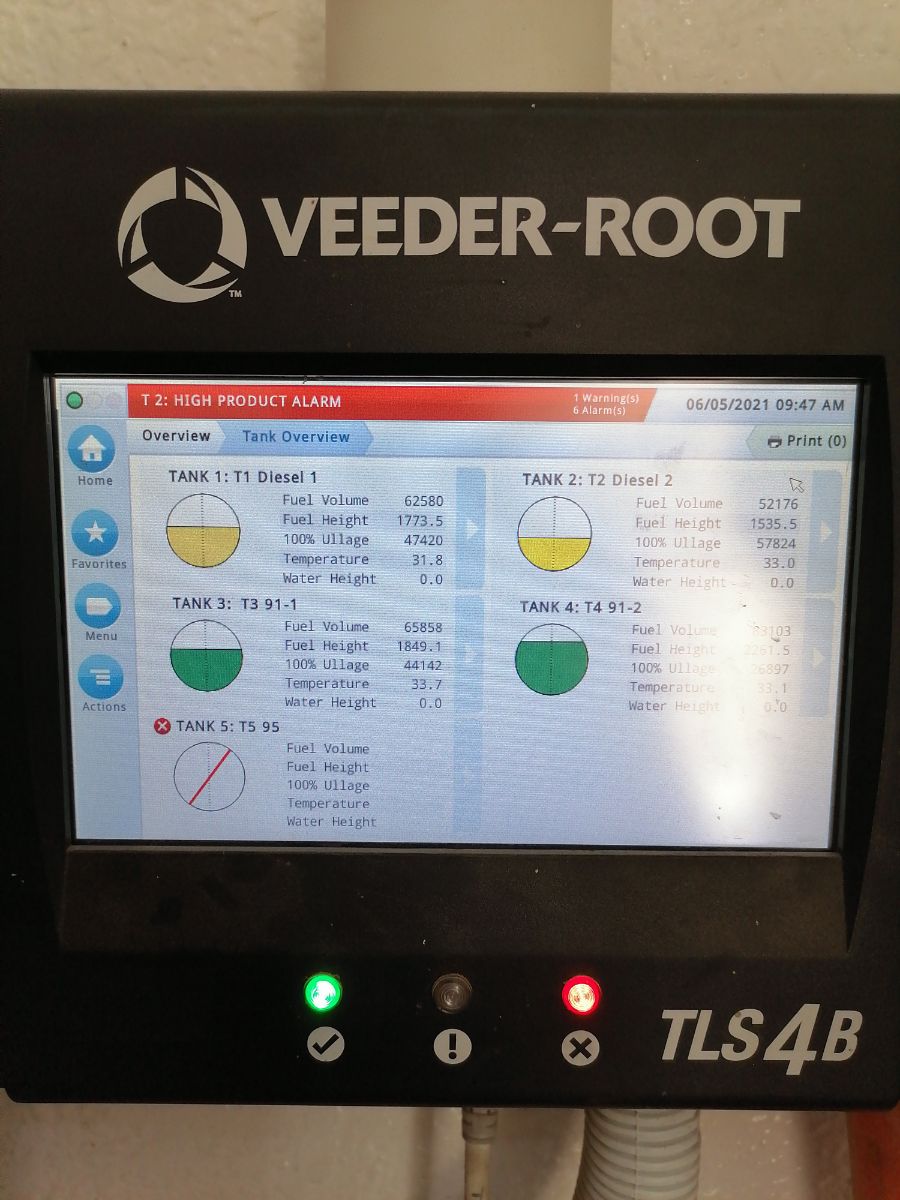 VEEDER-ROOT
TM
T 2: HIGH PRODUCT ALARM
1 Warning(s)
6 Alarm(s)
06/05/2021 09:47 AM
Overview
Tank Overview
Print (0)
Home
Favorites
Menu
Actions
TANK 1: T1 Diesel 1
Fuel Volume 62580
Fuel Height 1773.5
100% Ullage 47420
Temperature 31.8
Water Height 0.0
TANK 2: T2 Diesel 2
Fuel Volume 52176
Fuel Height 1535.5
100% Ullage 57824
Temperature 33.0
Water Height 0.0
TANK 3: T3 91-1
Fuel Volume 65858
Fuel Height 1849.1
100% Ullage 44142
Temperature 33.7
Water Height 0.0
TANK 4: T4 91-2
Fuel Volume 83103
Fuel Height 2261.5
100% Ullage 26897
Temperature 33.1
Water Height 0.0
TANK 5: T5 95
Fuel Volume
Fuel Height
100% Ullage
Temperature
Water Height
TLS4B